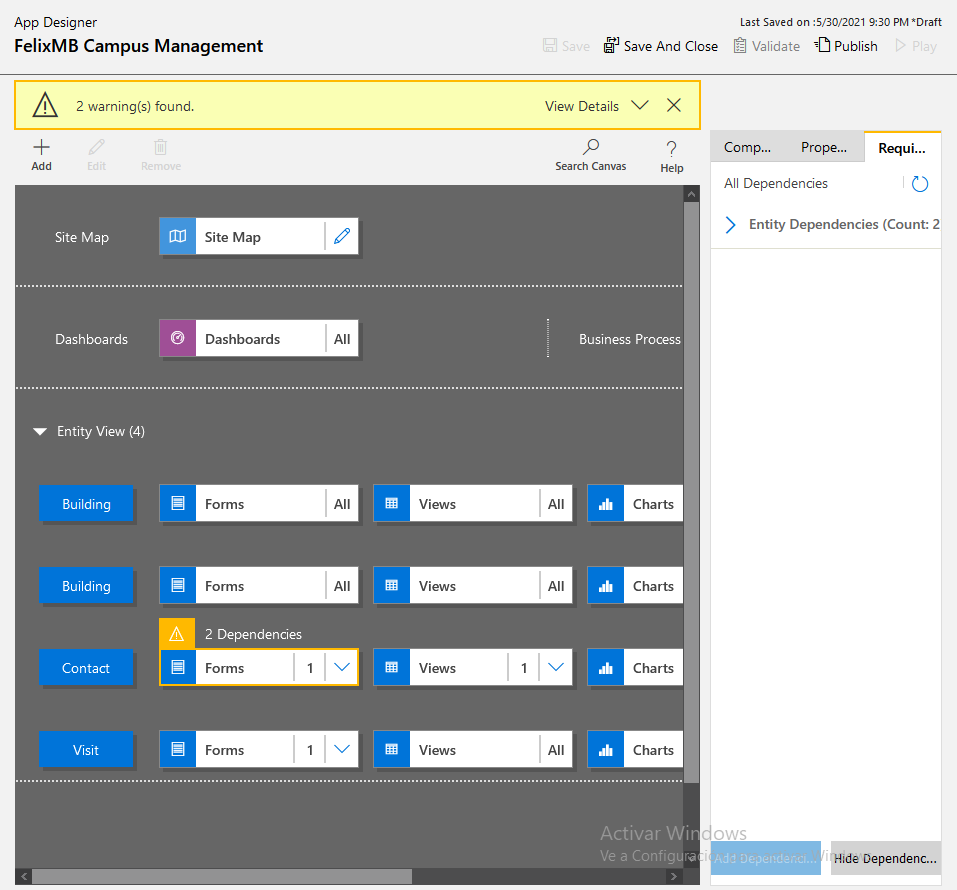 App Designer
Last Saved on :5/30/2021 9:30 PM *Draft
FelixMB Campus Management
Save
Save And Close
Validate
Publish
Play
2 warning(s) found.
View Details
Add
Edit
Remove
Search Canvas
Help
Comp...
Prope...
Requi...
All Dependencies
Entity Dependencies (Count: 2
Site Map
Site Map
Dashboards
Dashboards
All
Business Process
Entity View (4)
Building
Forms
All
Views
All
Charts
Building
Forms
All
Views
All
Charts
2 Dependencies
Contact
Forms
1
Views
1
Charts
Visit
Forms
1
Views
All
Charts
Activar Windows
Ve a Configuració
Add Dependenc...
Hide Dependenc...